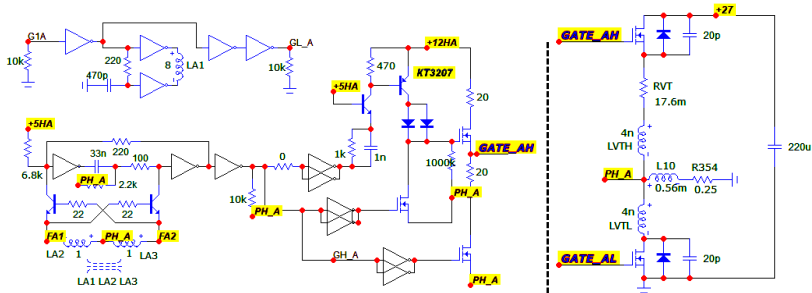 +27
+12HA
G1A
GL_A
GATE_AH
20p
220
8
LA1
470
KT3207
10k
470p
10k
+5HA
20
RVT
17.6m
+5HA
220
1k
1n
1000k
GATE_AH
4n
LVTH
220u
33n
100
0
20
6.8k
PH_A
2.2k
10k
PH_A
PH_A
L10
0.56m
R354
0.25
22
22
PH_A
4n
LVTL
FA1
PH_A
FA2
LA2
1
1
LA3
GH_A
GATE_AL
20p
LA1 LA2 LA3
PH_A